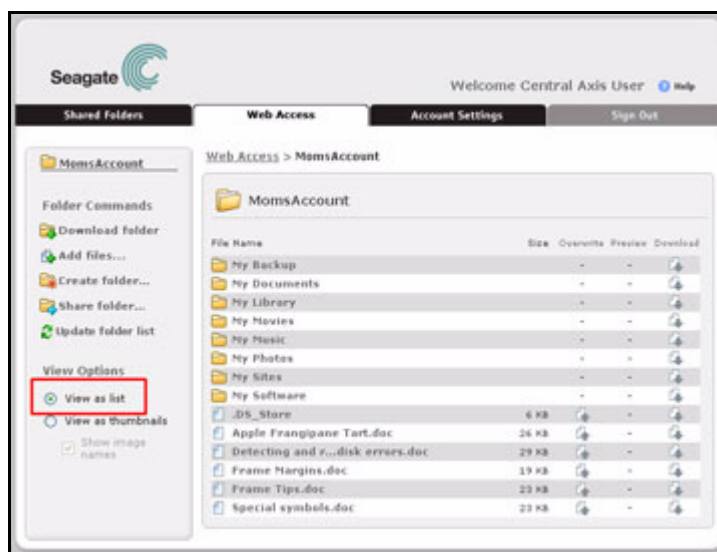 Seagate
Welcome Central Axis User Help
Shared Folders Web Access Account Settings Sign Out
MomsAccount
Web Access > MomsAccount
MomsAccount
Folder Commands
Download folder
Add files...
Create folder...
Share folder...
Update folder list
View Options
View as list
View as thumbnails
Show image
names
File Name Size Overwrite Preview Download
My Backup - -
My Documents - -
My Library - -
My Movies - -
My Music - -
My Photos - -
My Sites - -
My Software - -
.DS_Store 6 KB -
Apple Frangipane Tart.doc 26 KB -
Detecting and r...disk errors.doc 29 KB -
Frame Margins.doc 19 KB -
Frame Tips.doc 23 KB -
Special symbols.doc 23 KB -